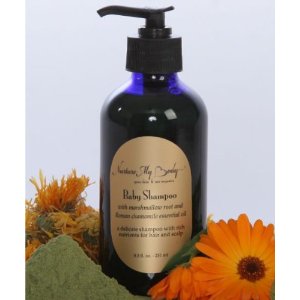 Nurture My Body
Baby Shampoo
with marshmallow root and
Roman chamomile essential oil
a delicate shampoo with rich
nutrients for hair and scalp